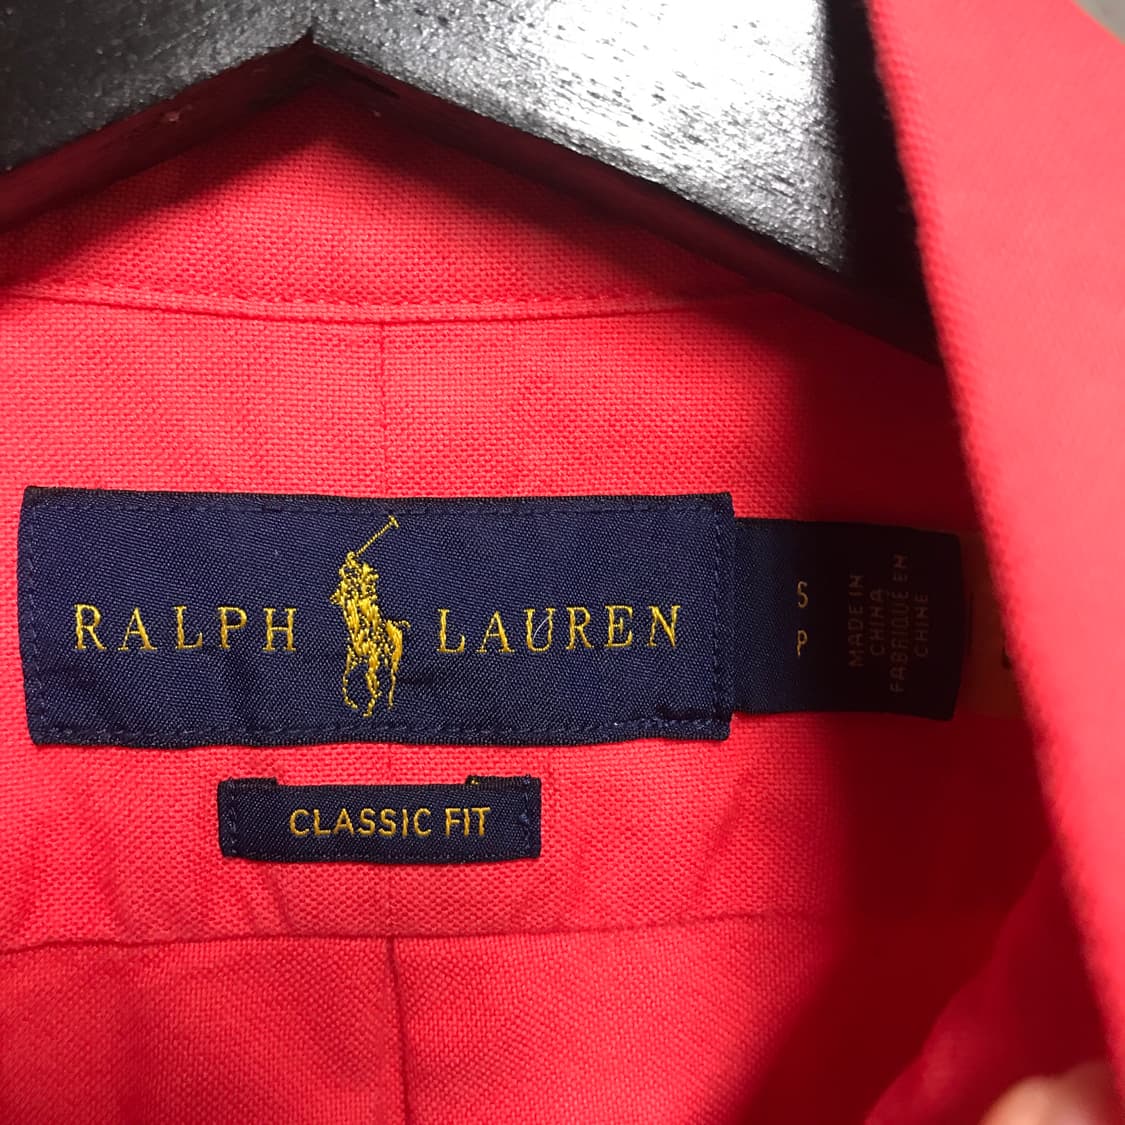 RALPH LAUREN
S
P
MADE IN
CHINA
FABRIQUÉ EN
CHINE
CLASSIC FIT